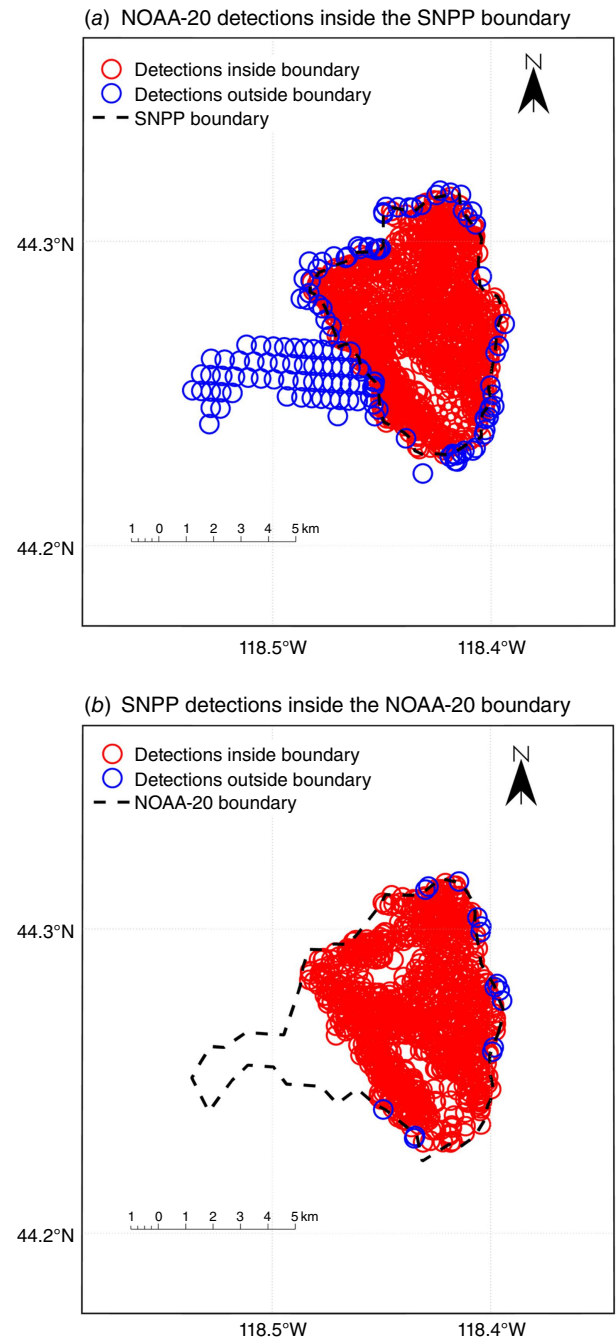 (a) NOAA-20 detections inside the SNPP boundary
Detections inside boundary
Detections outside boundary
SNPP boundary
N
44.3°N
1 0 1 2 3 4 5 km
44.2°N
118.5°W 118.4°W
(b) SNPP detections inside the NOAA-20 boundary
Detections inside boundary
Detections outside boundary
NOAA-20 boundary
N
44.3°N
1 0 1 2 3 4 5 km
44.2°N
118.5°W 118.4°W